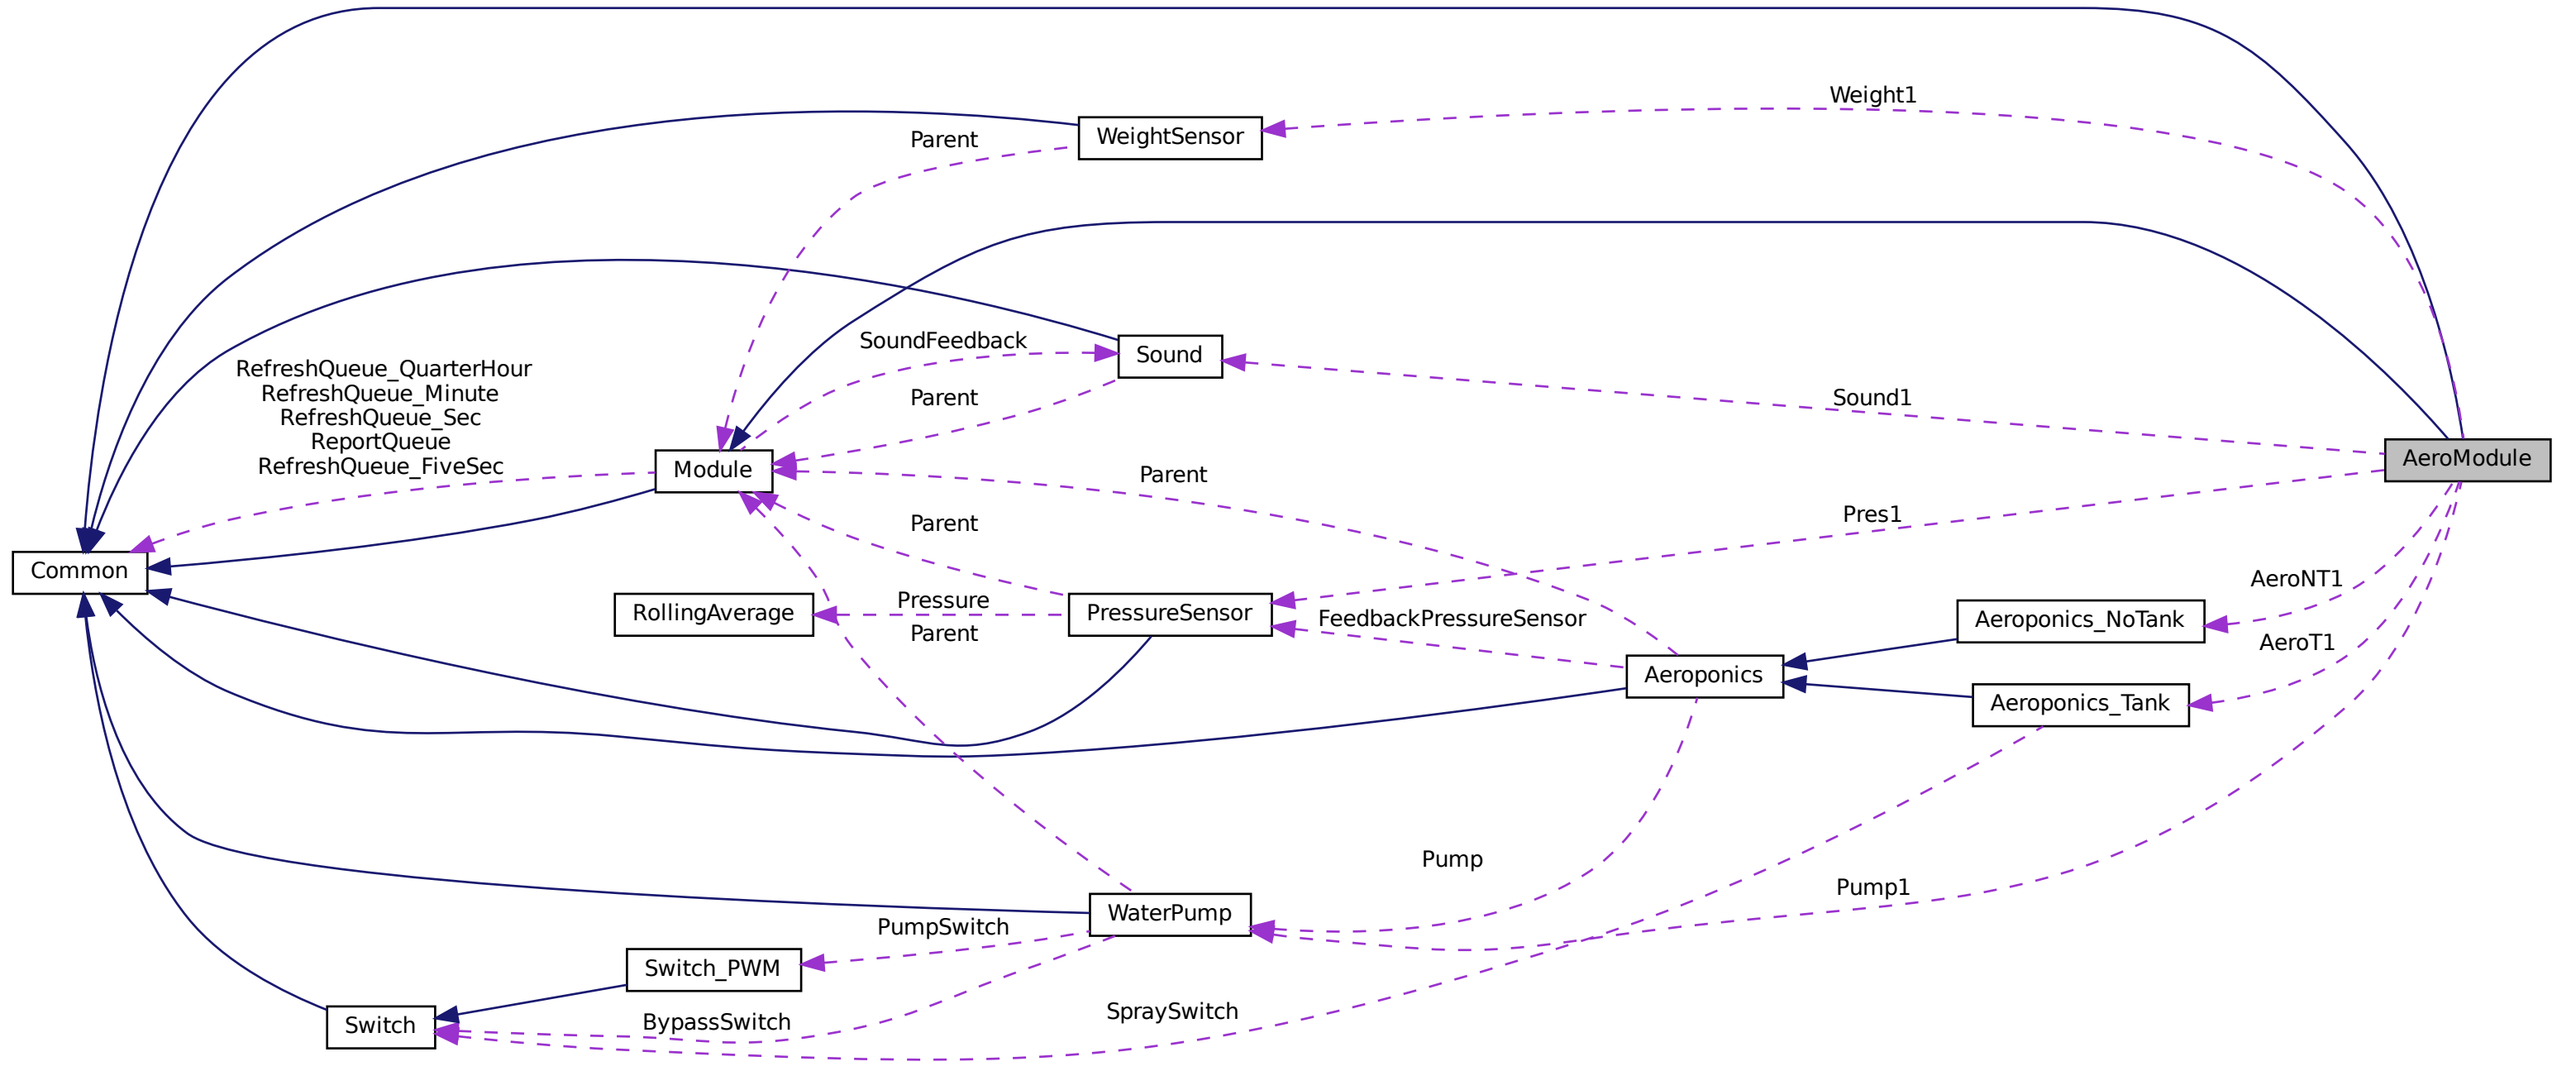 Weight1
WeightSensor
Parent
SoundFeedback
Sound
RefreshQueue_QuarterHour
RefreshQueue_Minute
RefreshQueue_Sec
ReportQueue
RefreshQueue_FiveSec
Parent
Sound1
AeroModule
Module
Parent
Pres1
Parent
Common
AeroNT1
Pressure
RollingAverage
PressureSensor
FeedbackPressureSensor
Aeroponics_NoTank
Parent
AeroT1
Aeroponics
Aeroponics_Tank
Pump
Pump1
WaterPump
PumpSwitch
Switch_PWM
SpraySwitch
BypassSwitch
Switch